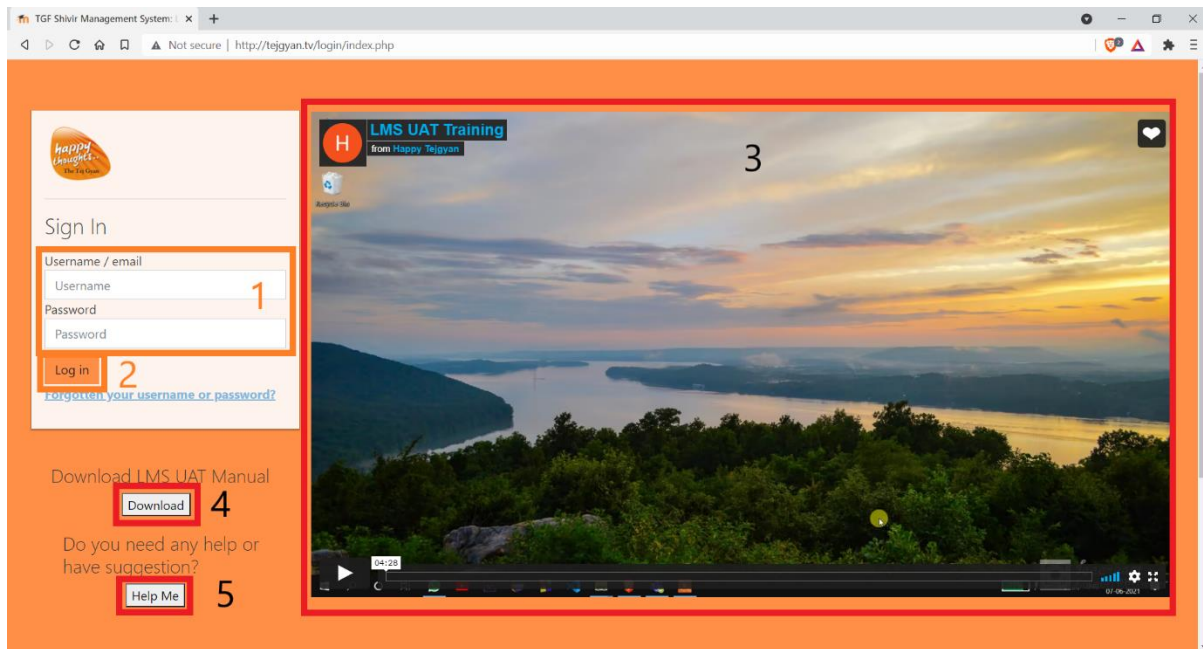 TGF Shivir Management System: L
Not secure | http://tejgyan.tv/login/index.php
happy
thoughts..
The Tej Gyan
Sign In
Username / email
Username
1
Password
Password
Log in
2
Forgotten your username or password?
Download LMS UAT Manual
Download
4
Do you need any help or
have suggestion?
Help Me
5
H
LMS UAT Training
from Happy Tejgyan
3
Recycle Bin
04:28
07-06-2021